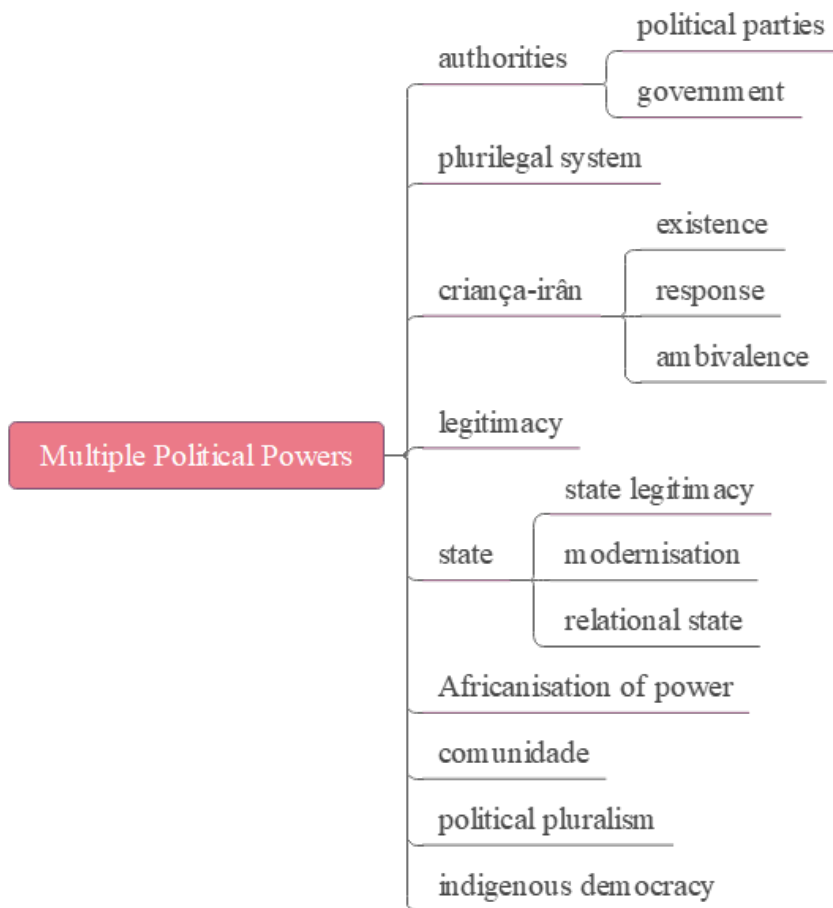 Multiple Political Powers
authorities
political parties
government
plurilegal system
criança-irân
existence
response
ambivalence
legitimacy
state
state legitimacy
modernisation
relational state
Africanisation of power
comunidade
political pluralism
indigenous democracy